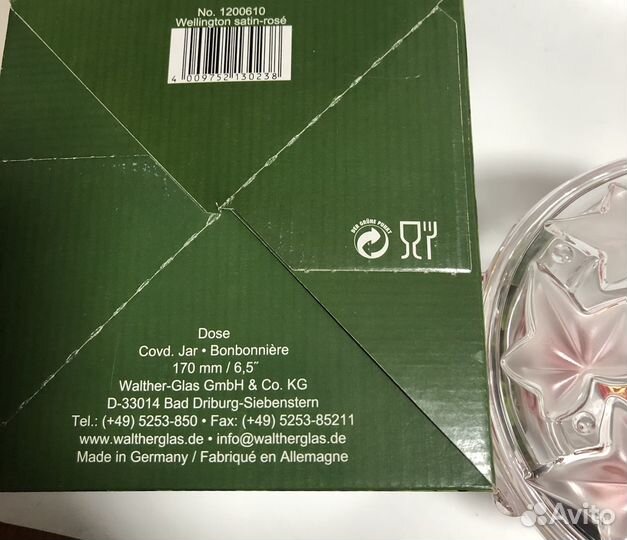 No. 1200610
Wellington satin-rosé
4 009752 130238
DER GRÜNE PUNKT
Dose
Covd. Jar • Bonbonnière
170 mm / 6,5˝
Walther-Glas GmbH & Co. KG
D-33014 Bad Driburg-Siebenstern
Tel.: (+49) 5253-850 • Fax: (+49) 5253-85211
www.waltherglas.de • info@waltherglas.de
Made in Germany / Fabriqué en Allemagne
Avito